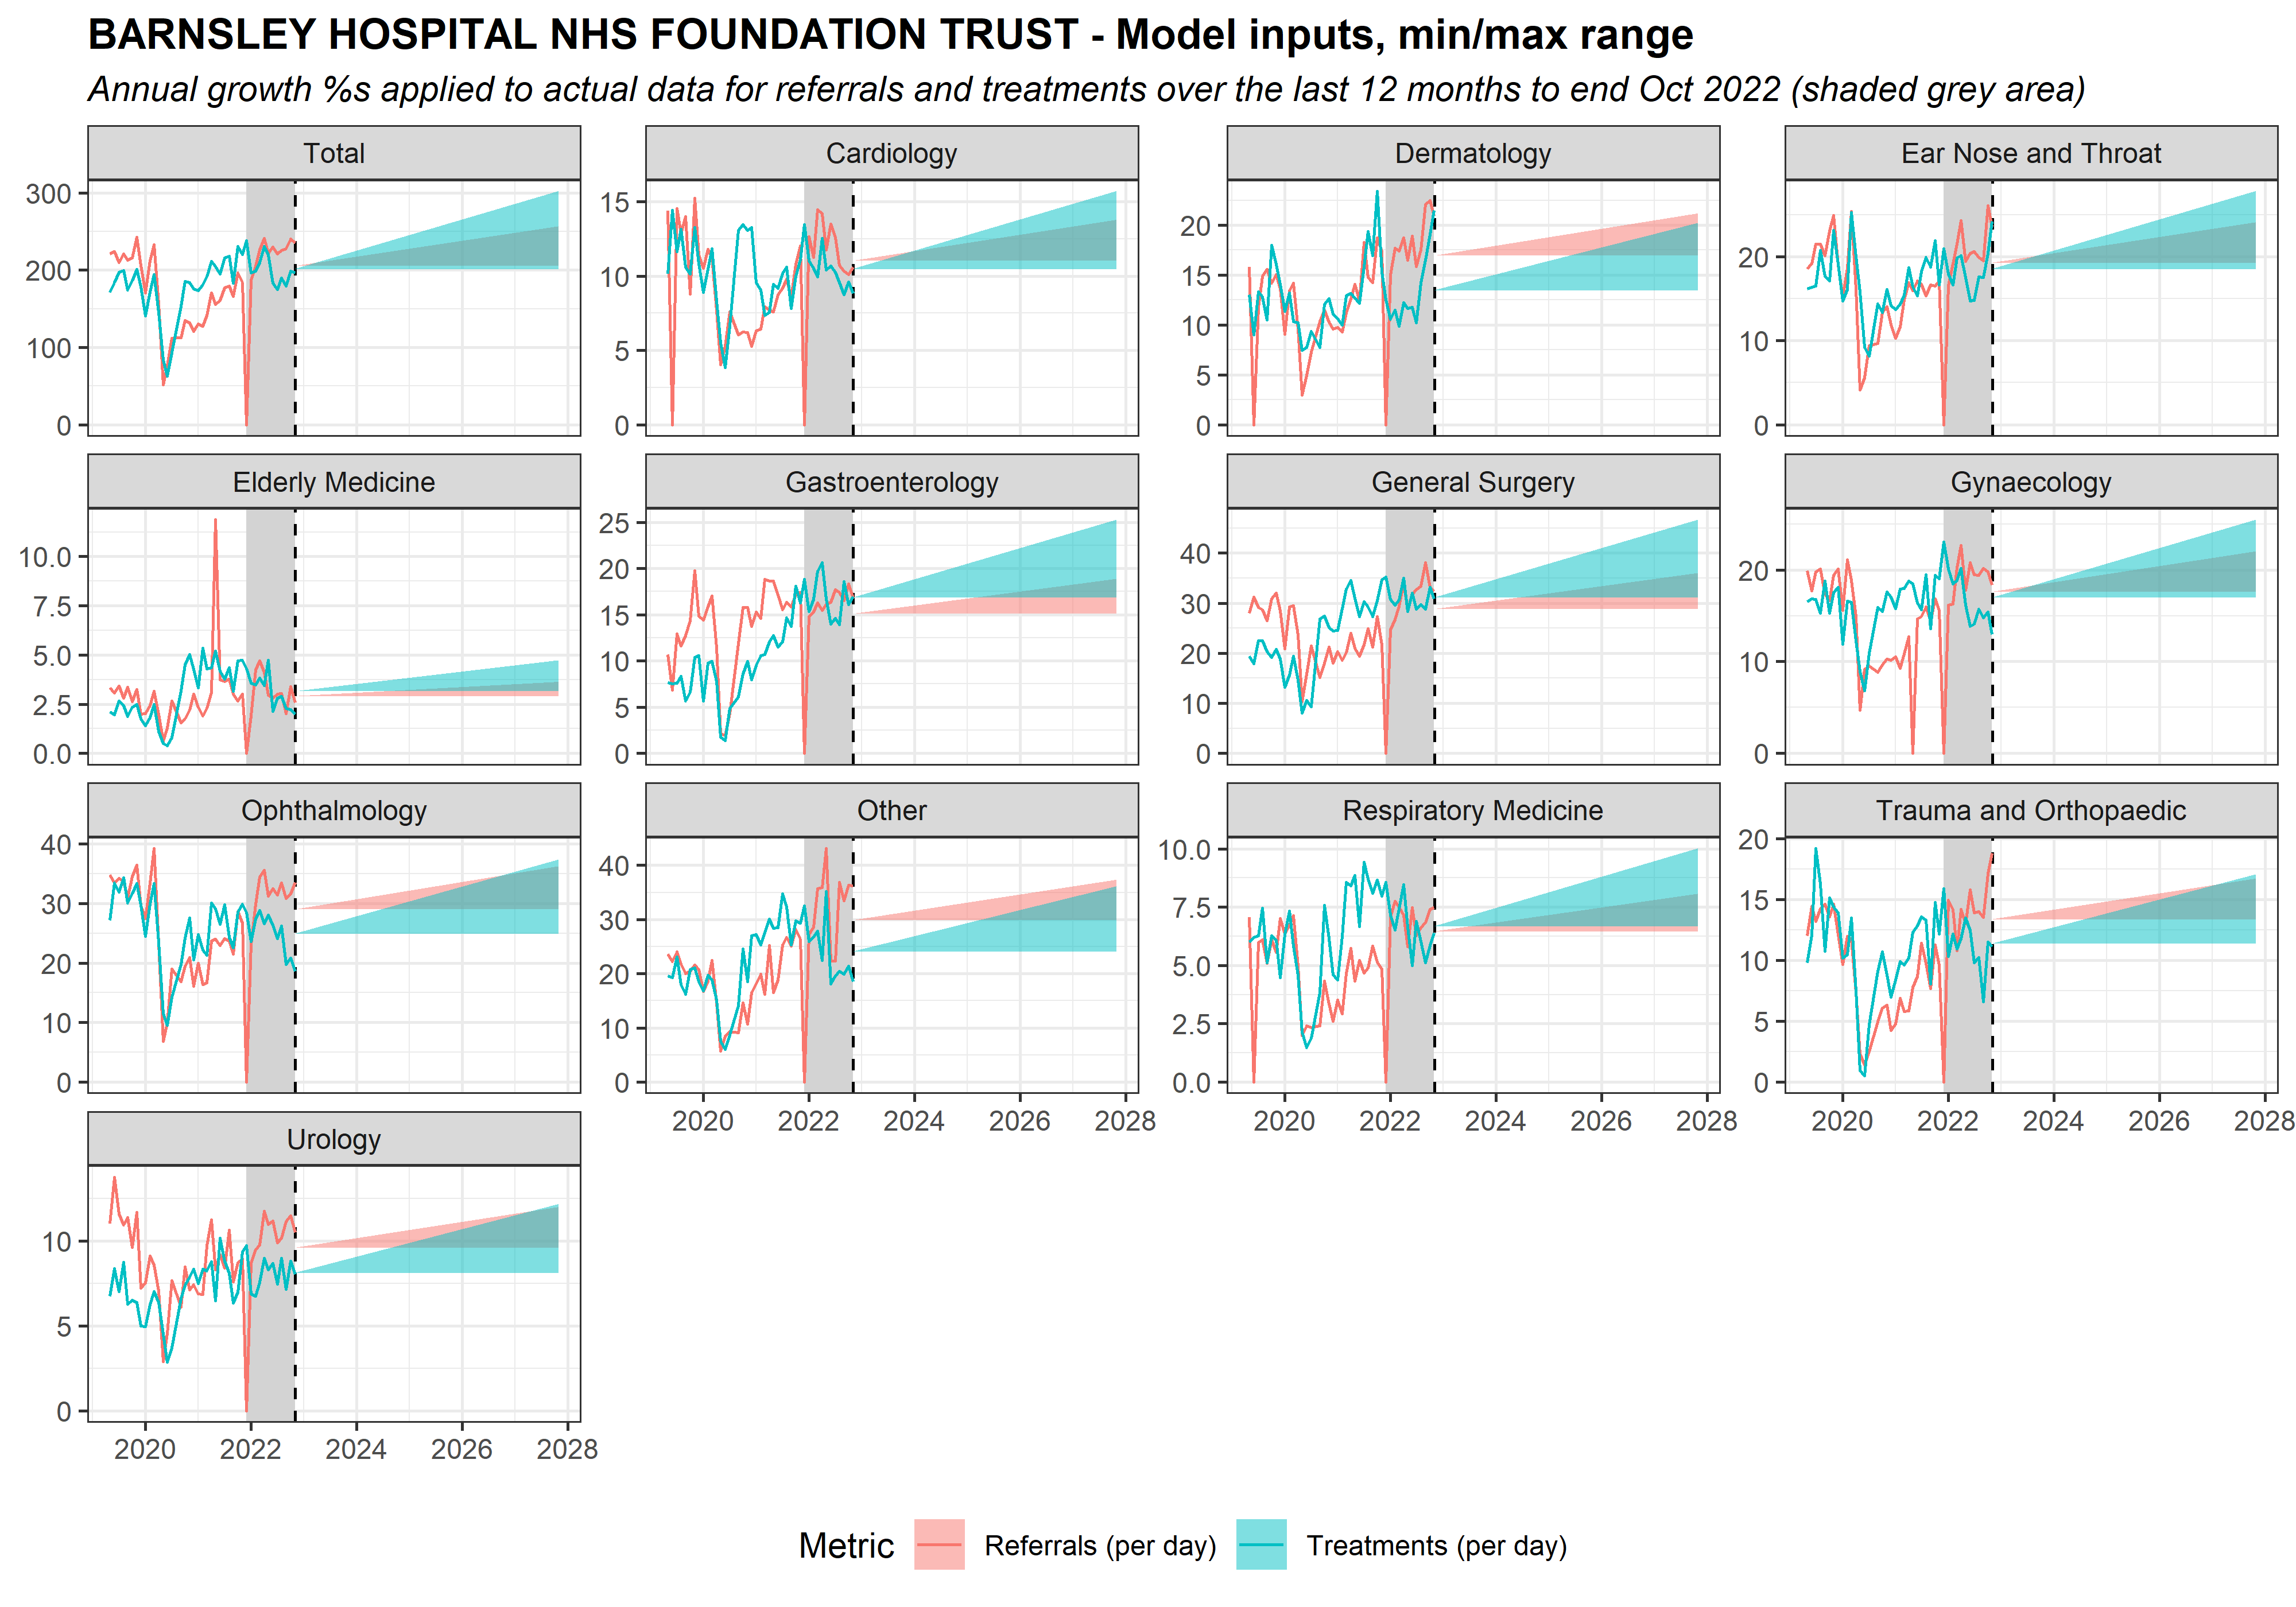 BARNSLEY HOSPITAL NHS FOUNDATION TRUST - Model inputs, min/max range
Annual growth %s applied to actual data for referrals and treatments over the last 12 months to end Oct 2022 (shaded grey area)
Total
300
200
100
0
Cardiology
15
10
5
0
Dermatology
20
15
10
5
0
Ear Nose and Throat
20
10
0
Elderly Medicine
10.0
7.5
5.0
2.5
0.0
Gastroenterology
25
20
15
10
5
0
General Surgery
40
30
20
10
0
Gynaecology
20
10
0
Ophthalmology
40
30
20
10
0
Other
40
30
20
10
0
2020 2022 2024 2026 2028
Respiratory Medicine
10.0
7.5
5.0
2.5
0.0
2020 2022 2024 2026 2028
Trauma and Orthopaedic
20
15
10
5
0
2020 2022 2024 2026 2028
Urology
10
5
0
2020 2022 2024 2026 2028
Metric Referrals (per day) Treatments (per day)